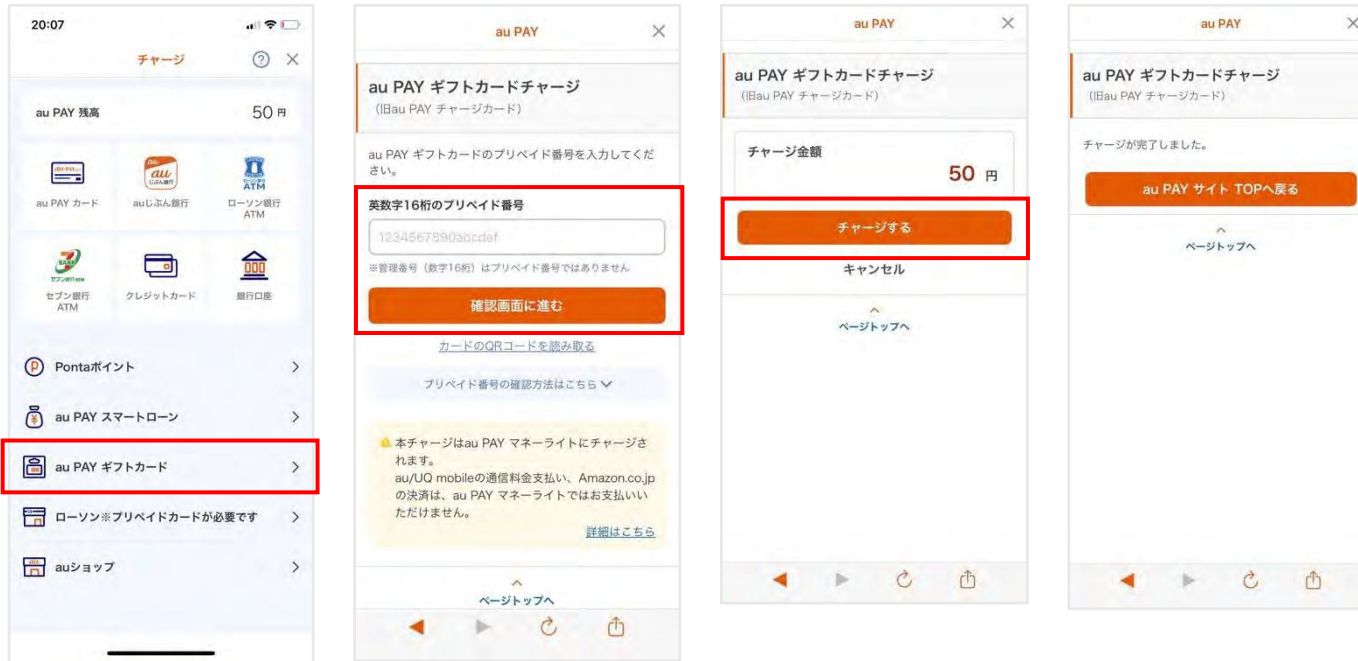 20:07
チャージ
au PAY 残高
50 円
au PAY カード
auじぶん銀行
ローソン銀行
ATM
セブン銀行
ATM
クレジットカード
銀行口座
Pontaポイント
au PAY スマートローン
au PAY ギフトカード
ローソン※プリペイドカードが必要です
auショップ
au PAY
au PAY ギフトカードチャージ
（旧au PAY チャージカード）
au PAY ギフトカードのプリペイド番号を入力してくだ
さい。
英数字16桁のプリペイド番号
1234567890abcdef
※管理番号（数字16桁）はプリペイド番号ではありません
確認画面に進む
カードのQRコードを読み取る
プリペイド番号の確認方法はこちら
本チャージはau PAY マネーライトにチャージさ
れます。
au/UQ mobileの通信料金支払い、Amazon.co.jp
の決済は、au PAY マネーライトではお支払いい
ただけません。
詳細はこちら
ページトップへ
au PAY
au PAY ギフトカードチャージ
（旧au PAY チャージカード）
チャージ金額
50 円
チャージする
キャンセル
ページトップへ
au PAY
au PAY ギフトカードチャージ
（旧au PAY チャージカード）
チャージが完了しました。
au PAY サイト TOPへ戻る
ページトップへ